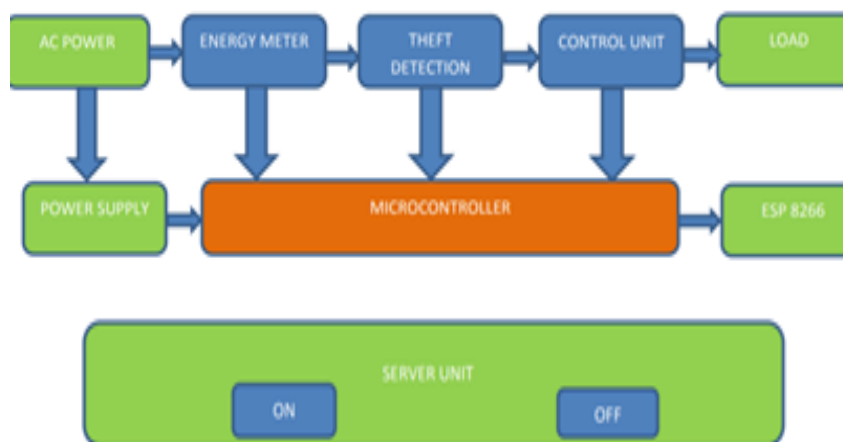 AC POWER
ENERGY METER
THEFT
DETECTION
CONTROL UNIT
LOAD
POWER SUPPLY
MICROCONTROLLER
ESP 8266
SERVER UNIT
ON
OFF